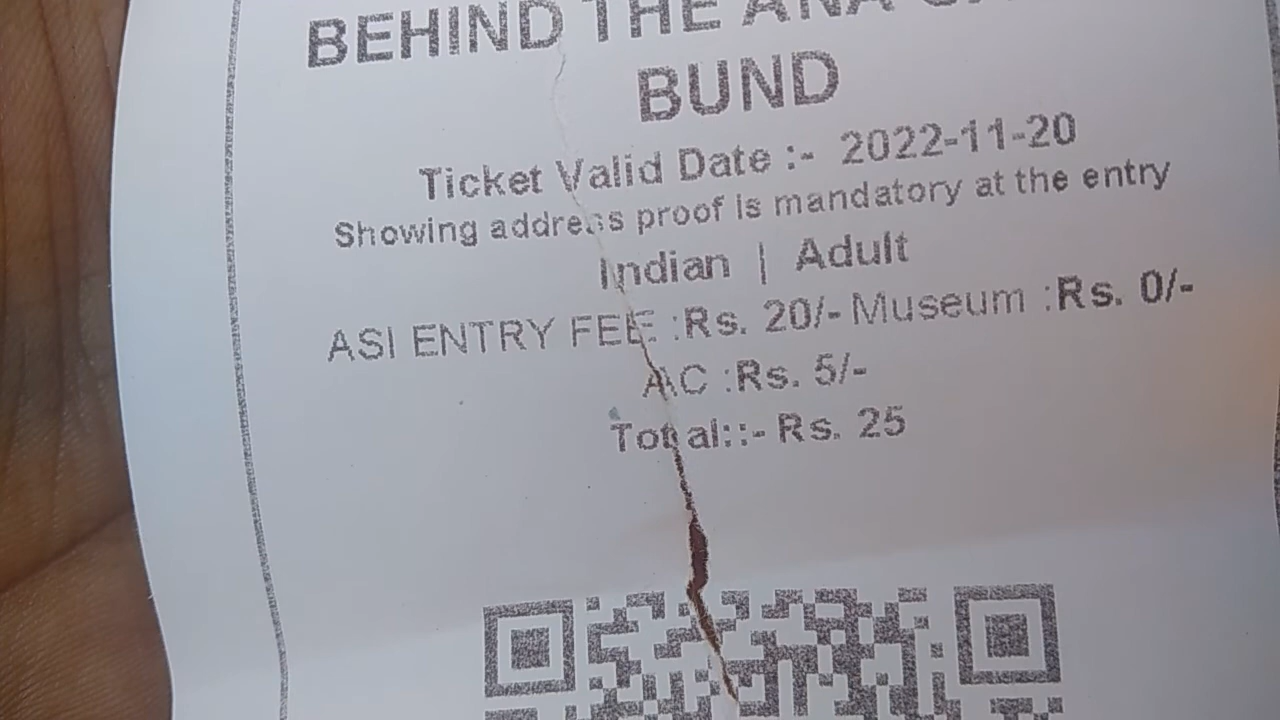 BEHIND THE ANA
BUND
Ticket Valid Date :- 2022-11-20
Showing address proof is mandatory at the entry
Indian | Adult
ASI ENTRY FEE :Rs. 20/- Museum :Rs. 0/-
AC :Rs. 5/-
Total::- Rs. 25